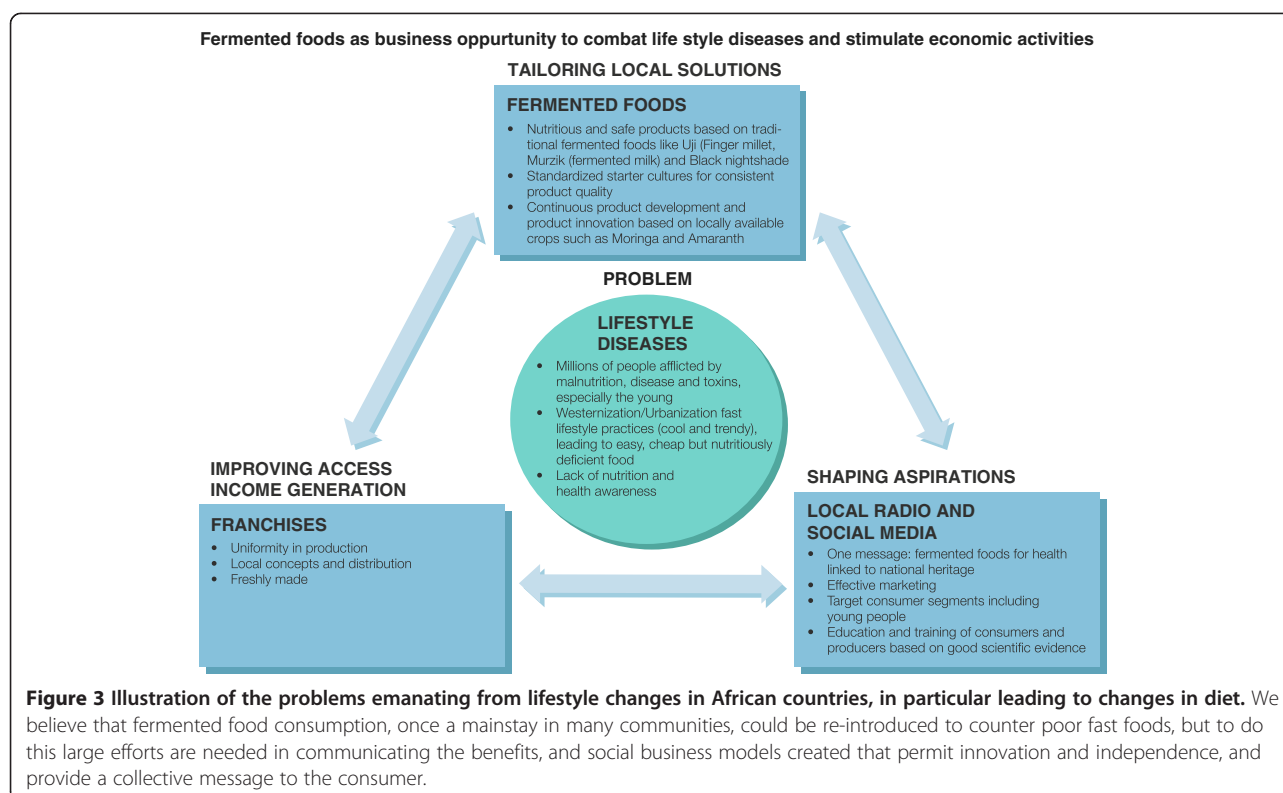 Fermented foods as business oppurtunity to combat life style diseases and stimulate economic activities
TAILORING LOCAL SOLUTIONS
FERMENTED FOODS
• Nutritious and safe products based on tradi-
tional fermented foods like Uji (Finger millet,
Murzik (fermented milk) and Black nightshade
• Standardized starter cultures for consistent
product quality
• Continuous product development and
product innovation based on locally available
crops such as Moringa and Amaranth
PROBLEM
LIFESTYLE
DISEASES
• Millions of people afflicted by
malnutrition, disease and toxins,
especially the young
• Westernization/Urbanization fast
lifestyle practices (cool and trendy),
leading to easy, cheap but nutritiously
deficient food
• Lack of nutrition and
health awareness
IMPROVING ACCESS
INCOME GENERATION
FRANCHISES
• Uniformity in production
• Local concepts and distribution
• Freshly made
SHAPING ASPIRATIONS
LOCAL RADIO AND
SOCIAL MEDIA
• One message: fermented foods for health
linked to national heritage
• Effective marketing
• Target consumer segments including
young people
• Education and training of consumers and
producers based on good scientific evidence
Figure 3 Illustration of the problems emanating from lifestyle changes in African countries, in particular leading to changes in diet. We
believe that fermented food consumption, once a mainstay in many communities, could be re-introduced to counter poor fast foods, but to do
this large efforts are needed in communicating the benefits, and social business models created that permit innovation and independence, and
provide a collective message to the consumer.